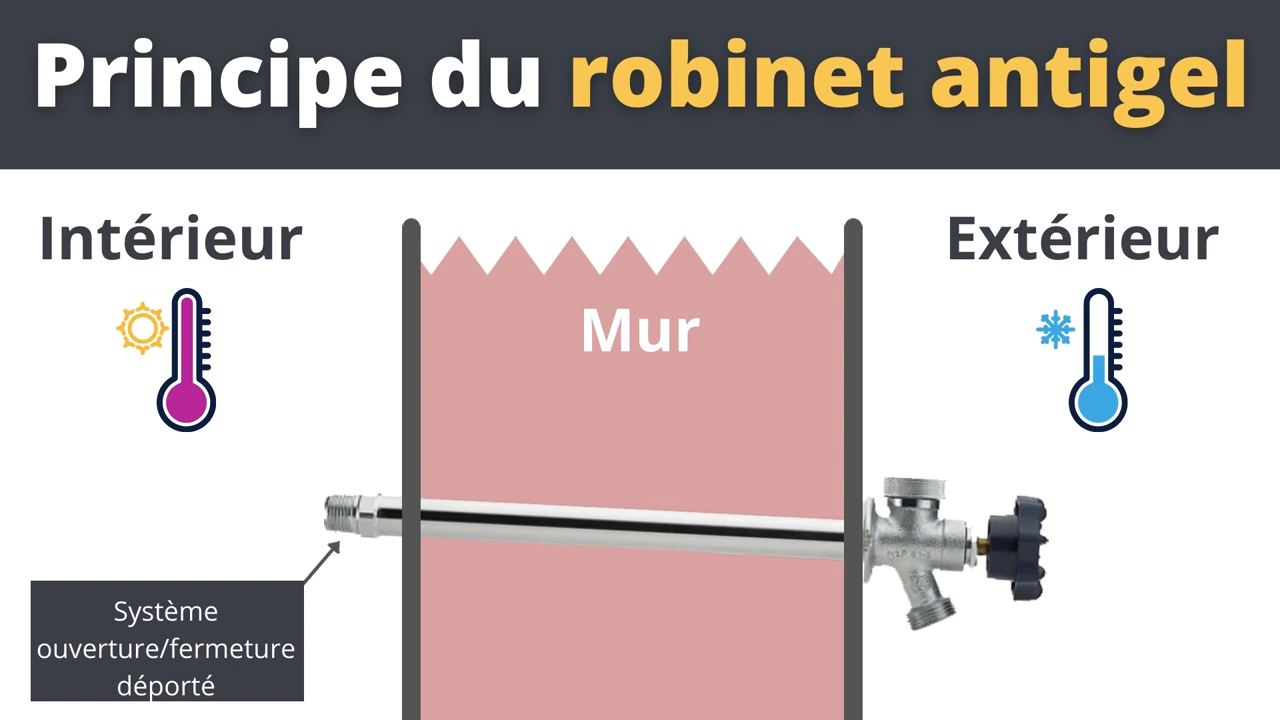 Principe du robinet antigel
Intérieur
Extérieur
Mur
Système
ouverture/fermeture
déporté